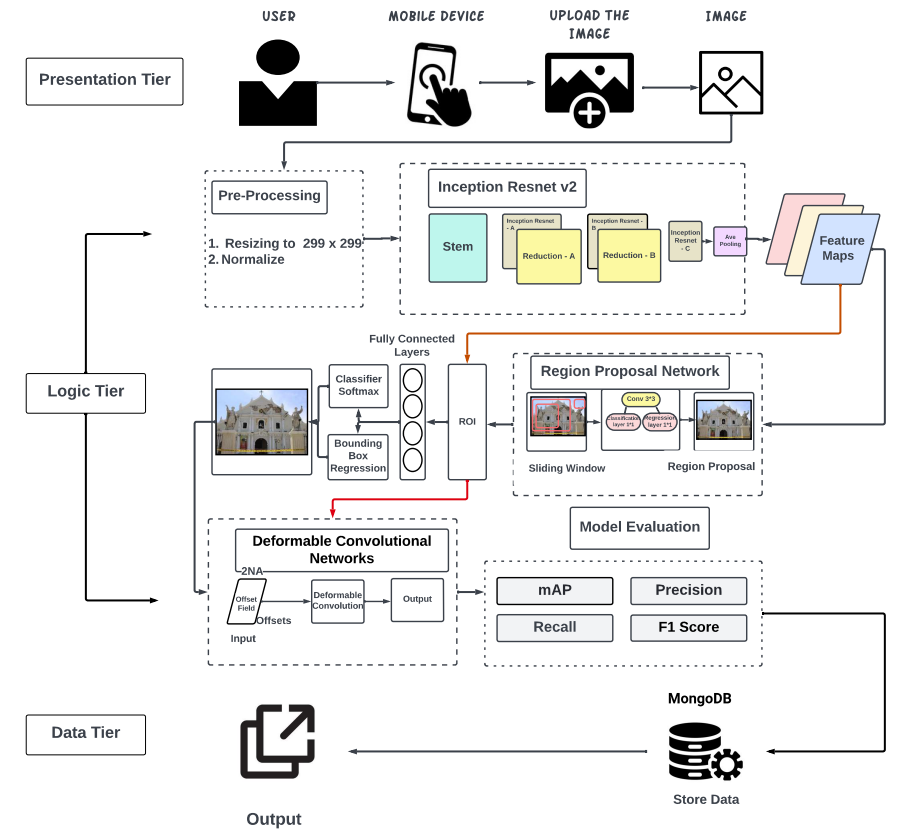 USER
MOBILE DEVICE
UPLOAD THE
IMAGE
IMAGE
Presentation Tier
Pre-Processing
1. Resizing to 299 x 299
2. Normalize
Inception Resnet v2
Stem
Inception Resnet
- A
Reduction - A
Inception Resnet -
B
Reduction - B
Inception
Resnet
- C
Ave
Pooling
Feature
Maps
Logic Tier
Fully Connected
Layers
Classifier
Softmax
Bounding
Box
Regression
ROI
Region Proposal Network
Conv 3*3
Classification
layer 1*1
Regression
layer 1*1
Sliding Window
Region Proposal
Deformable Convolutional
Networks
2NA
Offset
Field
Offsets
Input
Deformable
Convolution
Output
Model Evaluation
mAP
Precision
Recall
F1 Score
Data Tier
MongoDB
Store Data
Output